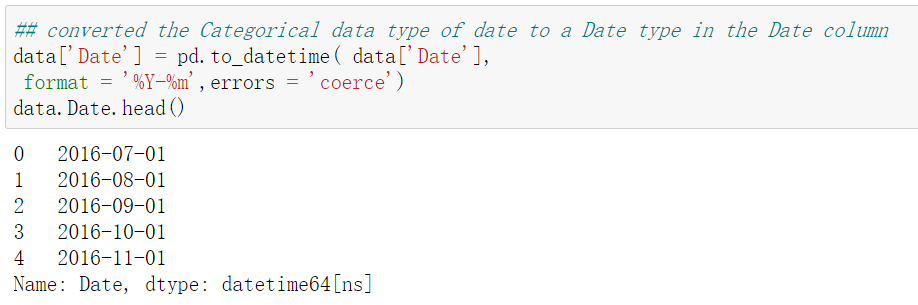 ## converted the Categorical data type of date to a Date type in the Date column
data['Date'] = pd.to_datetime( data['Date'],
 format = '%Y-%m',errors = 'coerce')
data.Date.head()
0   2016-07-01
1   2016-08-01
2   2016-09-01
3   2016-10-01
4   2016-11-01
Name: Date, dtype: datetime64[ns]